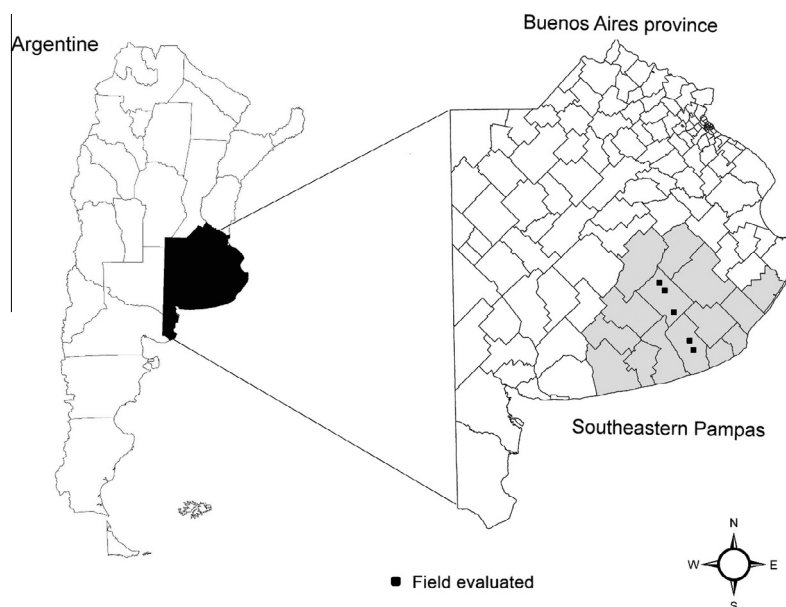 Buenos Aires province
Argentine
Southeastern Pampas
N
W E
S
Field evaluated